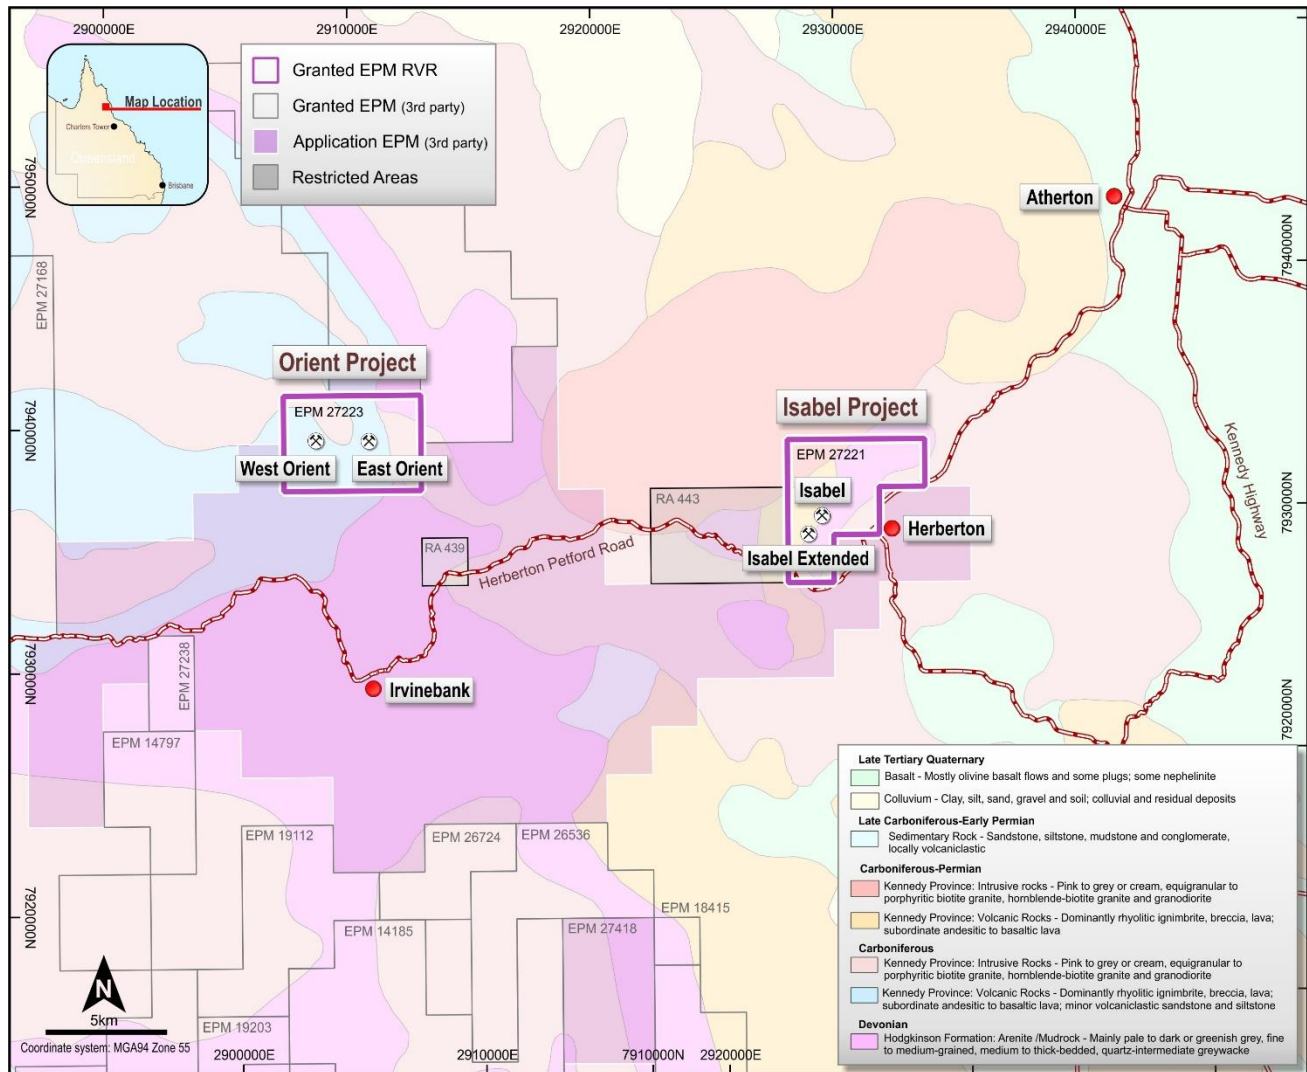 2900000E
2910000E
2920000E
2930000E
2940000E
Map Location
Charters Tower
Queensland
Brisbane
Granted EPM RVR
Granted EPM (3rd party)
Application EPM (3rd party)
Restricted Areas
7950000N
7940000N
Atherton
EPM 27168
Orient Project
EPM 27223
West Orient
East Orient
7940000N
Isabel Project
EPM 27221
Isabel
Isabel Extended
RA 443
Herberton
7930000N
Kennedy Highway
RA 439
Herberton Petford Road
7930000N
EPM 27238
Irvinebank
EPM 14797
7920000N
EPM 19112
EPM 26724
EPM 26536
EPM 18415
EPM 14185
EPM 27418
7920000N
N
5km
Coordinate system: MGA94 Zone 55
EPM 19203
2900000E
2910000E
7910000N
2920000E
Late Tertiary Quaternary
Basalt - Mostly olivine basalt flows and some plugs; some nephelinite
Colluvium - Clay, silt, sand, gravel and soil; colluvial and residual deposits
Late Carboniferous-Early Permian
Sedimentary Rock - Sandstone, siltstone, mudstone and conglomerate,
locally volcaniclastic
Carboniferous-Permian
Kennedy Province: Intrusive rocks - Pink to grey or cream, equigranular to
porphyritic biotite granite, hornblende-biotite granite and granodiorite
Kennedy Province: Volcanic Rocks - Dominantly rhyolitic ignimbrite, breccia, lava;
subordinate andesitic to basaltic lava
Carboniferous
Kennedy Province: Intrusive Rocks - Pink to grey or cream, equigranular to
porphyritic biotite granite, hornblende-biotite granite and granodiorite
Kennedy Province: Volcanic Rocks - Dominantly rhyolitic ignimbrite, breccia, lava;
subordinate andesitic to basaltic lava; minor volcaniclastic sandstone and siltstone
Devonian
Hodgkinson Formation: Arenite /Mudrock - Mainly pale to dark or greenish grey, fine
to medium-grained, medium to thick-bedded, quartz-intermediate greywacke